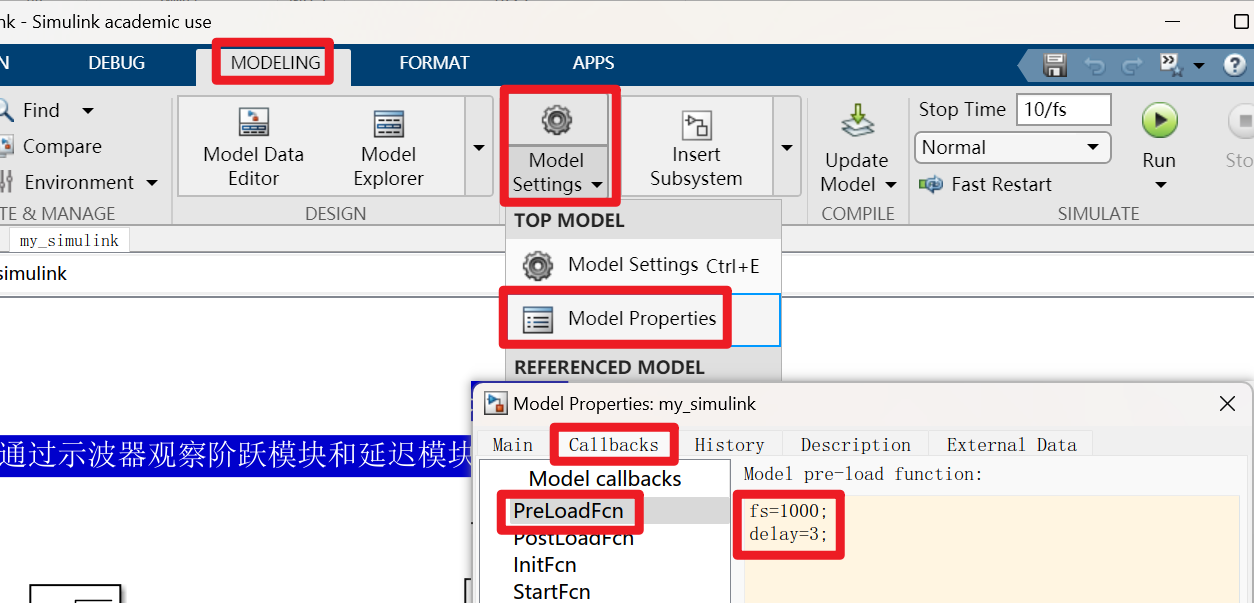 nk - Simulink academic use
N DEBUG MODELING FORMAT APPS
Find
Compare
Environment
TE & MANAGE
Model Data
Editor
Model
Explorer
DESIGN
Model
Settings
Insert
Subsystem
Update
Model
COMPILE
Stop Time 10/fs
Normal
Fast Restart
Run
Sto
SIMULATE
TOP MODEL
Model Settings Ctrl+E
Model Properties
REFERENCED MODEL
my_simulink
simulink
通过示波器观察阶跃模块和延迟模块
Model Properties: my_simulink
Main Callbacks History Description External Data
Model callbacks
PreLoadFcn
PostLoadFcn
InitFcn
StartFcn
Model pre-load function:
fs=1000;
delay=3;